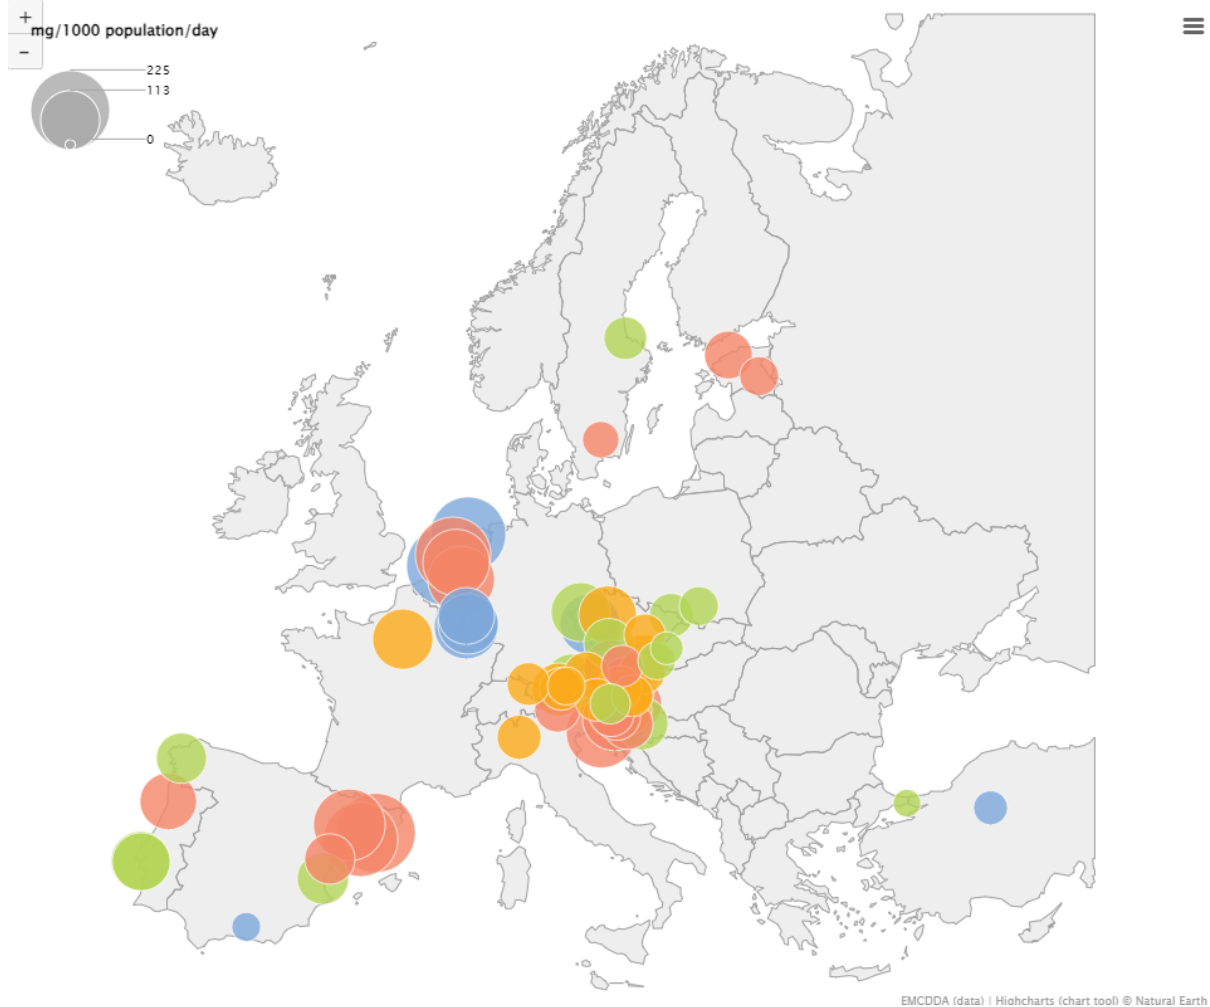 +
mg/1000 population/day
−
225
113
0
EMCDDA (data) | Highcharts (chart tool) © Natural Earth